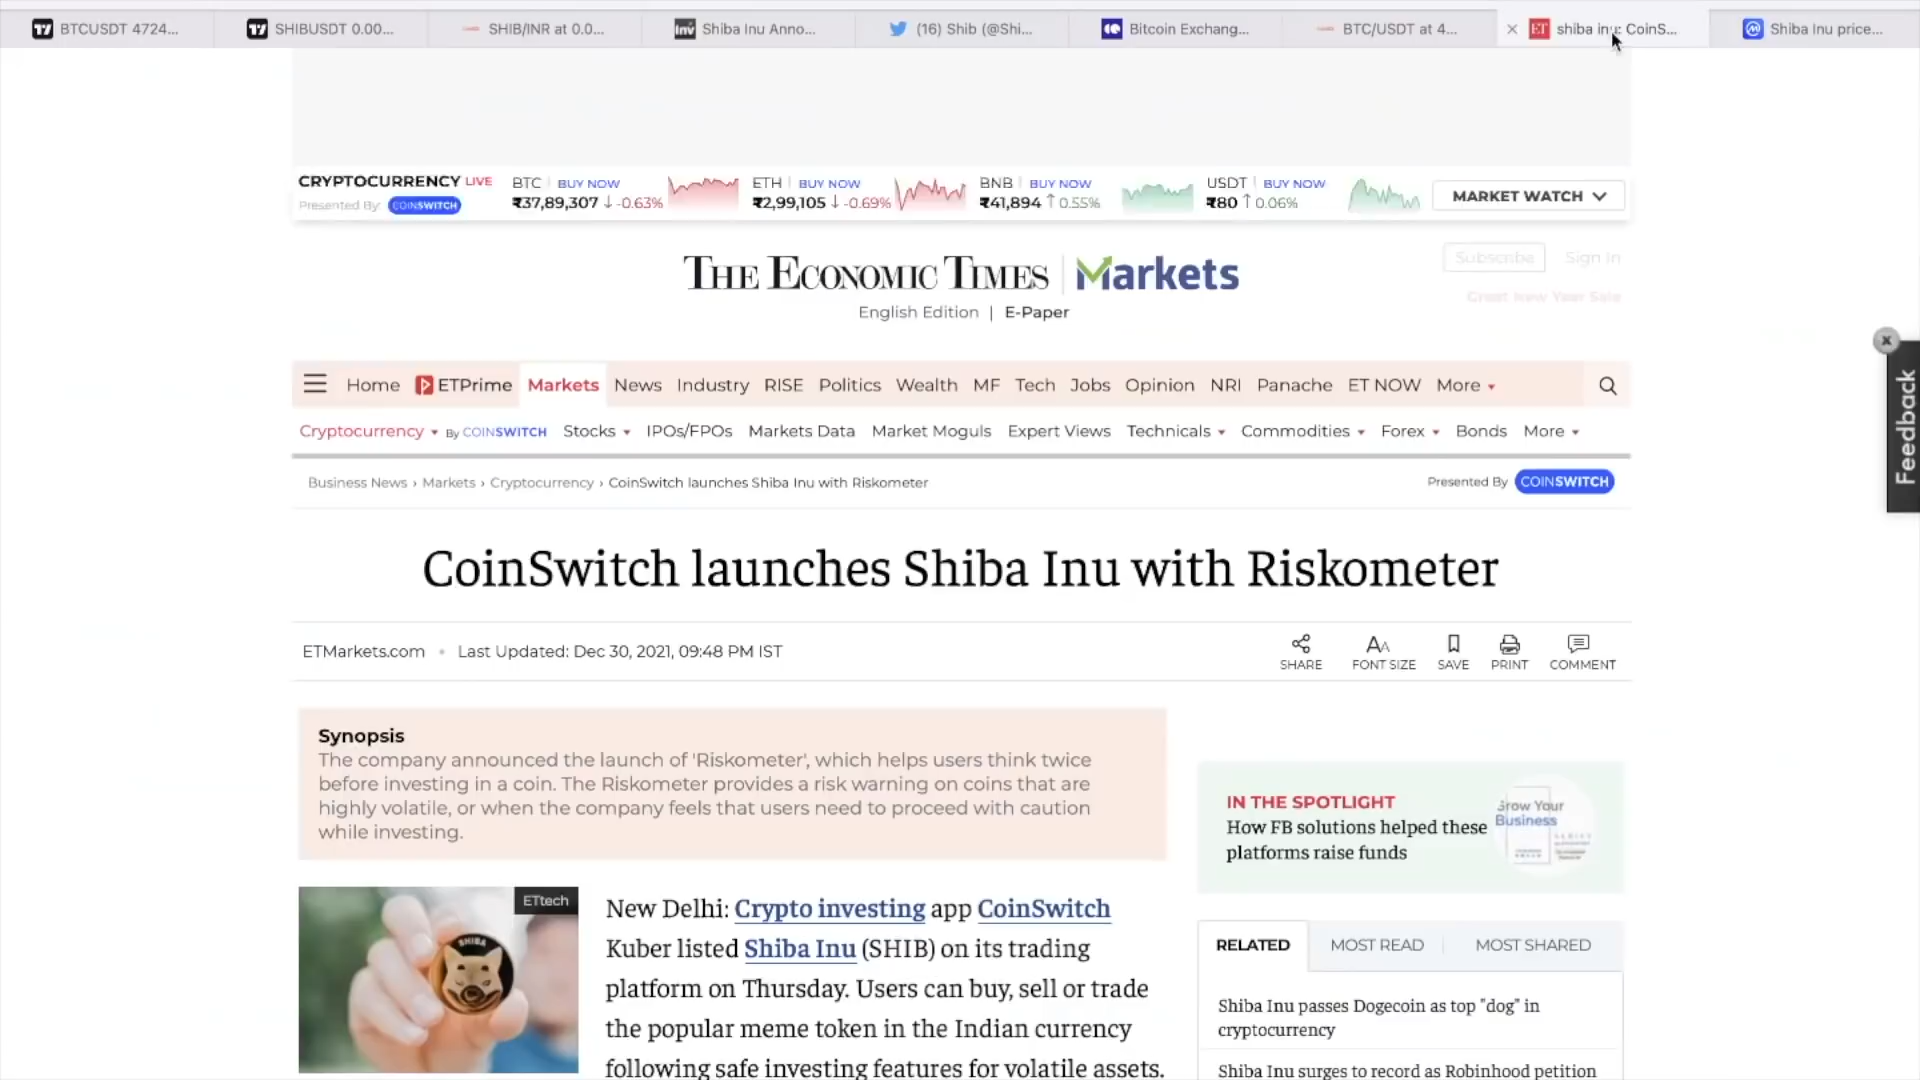 BTCUSDT 4724...
SHIBUSDT 0.00...
SHIB/INR at 0.0...
Inv Shiba Inu Anno...
(16) Shib (@Shi...
Bitcoin Exchang...
BTC/USDT at 4...
ET shiba inu: CoinS...
Shiba Inu price...
CRYPTOCURRENCY LIVE
Presented By: COINSWITCH
BTC BUY NOW
₹37,89,307 ↓ -0.63%
ETH BUY NOW
₹2,99,105 ↓ -0.69%
BNB BUY NOW
₹41,894 ↑ 0.55%
USDT BUY NOW
₹80 ↑ 0.06%
MARKET WATCH
THE ECONOMIC TIMES | Markets
English Edition | E-Paper
Subscribe Sign In
Great New Year Sale
Home ETPrime Markets News Industry RISE Politics Wealth MF Tech Jobs Opinion NRI Panache ET NOW More
Cryptocurrency By COINSWITCH Stocks IPOs/FPOs Markets Data Market Moguls Expert Views Technicals Commodities Forex Bonds More
Feedback
Business News › Markets › Cryptocurrency › CoinSwitch launches Shiba Inu with Riskometer
Presented By COINSWITCH
CoinSwitch launches Shiba Inu with Riskometer
ETMarkets.com • Last Updated: Dec 30, 2021, 09:48 PM IST
SHARE FONT SIZE SAVE PRINT COMMENT
Synopsis
The company announced the launch of 'Riskometer', which helps users think twice
before investing in a coin. The Riskometer provides a risk warning on coins that are
highly volatile, or when the company feels that users need to proceed with caution
while investing.
ETtech
SHIBA
New Delhi: Crypto investing app CoinSwitch
Kuber listed Shiba Inu (SHIB) on its trading
platform on Thursday. Users can buy, sell or trade
the popular meme token in the Indian currency
following safe investing features for volatile assets.
IN THE SPOTLIGHT
How FB solutions helped these
platforms raise funds
Grow Your
Business
RELATED MOST READ MOST SHARED
Shiba Inu passes Dogecoin as top "dog" in
cryptocurrency
Shiba Inu surges to record as Robinhood petition